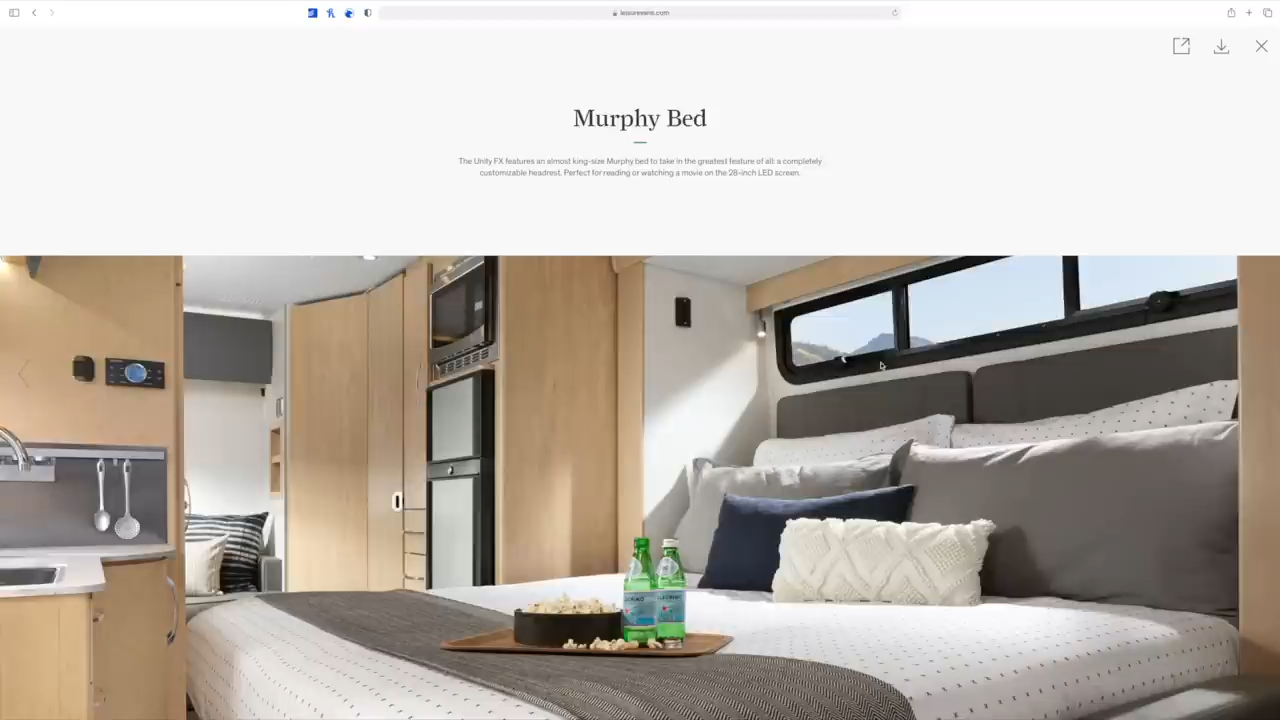 leisurevans.com
Murphy Bed
The Unity FX features an almost king-size Murphy bed to take in the greatest feature of all: a completely
customizable headrest. Perfect for reading or watching a movie on the 28-inch LED screen.